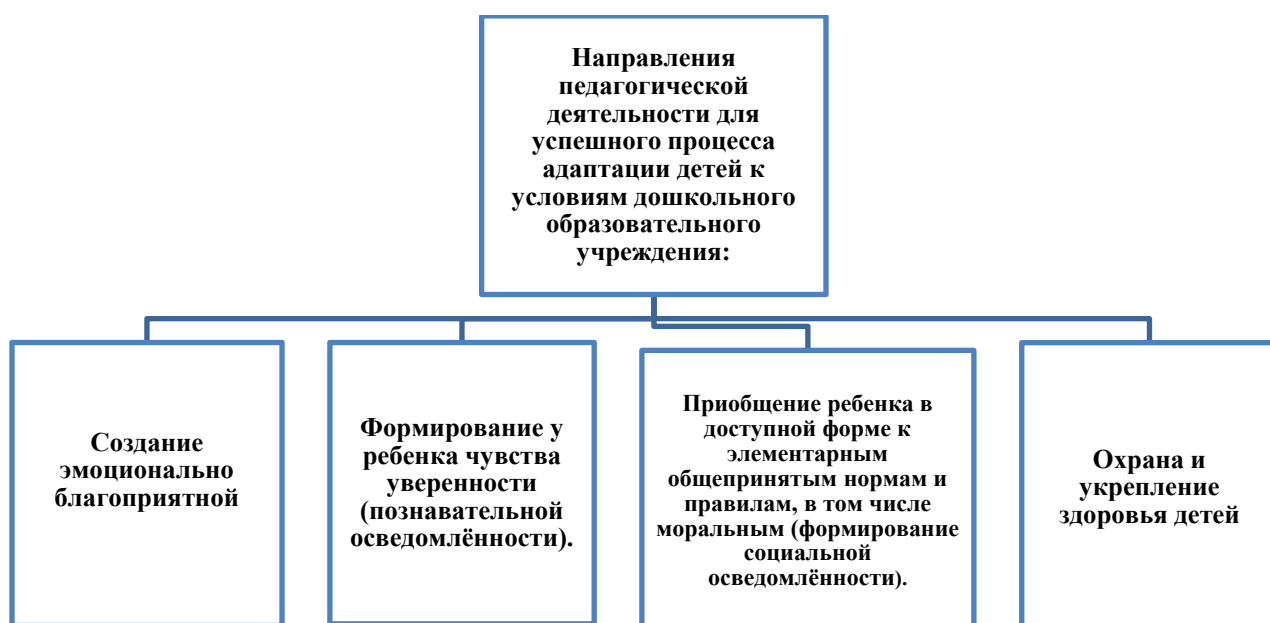 Направления
педагогической
деятельности для
успешного процесса
адаптации детей к
условиям дошкольного
образовательного
учреждения:
Создание
эмоционально
благоприятной
Формирование у
ребенка чувства
уверенности
(познавательной
осведомлённости).
Приобщение ребенка в
доступной форме к
элементарным
общепринятым нормам и
правилам, в том числе
моральным (формирование
социальной
осведомлённости).
Охрана и
укрепление
здоровья детей